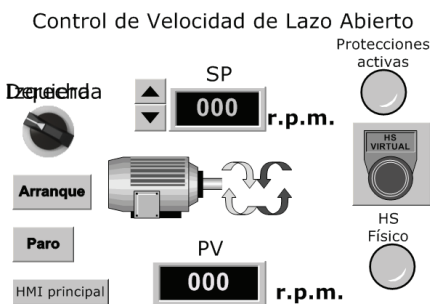 Control de Velocidad de Lazo Abierto
Protecciones
activas
SP
000
r.p.m.
HS
VIRTUAL
Arranque
HS
Físico
Paro
PV
000
r.p.m.
HMI principal